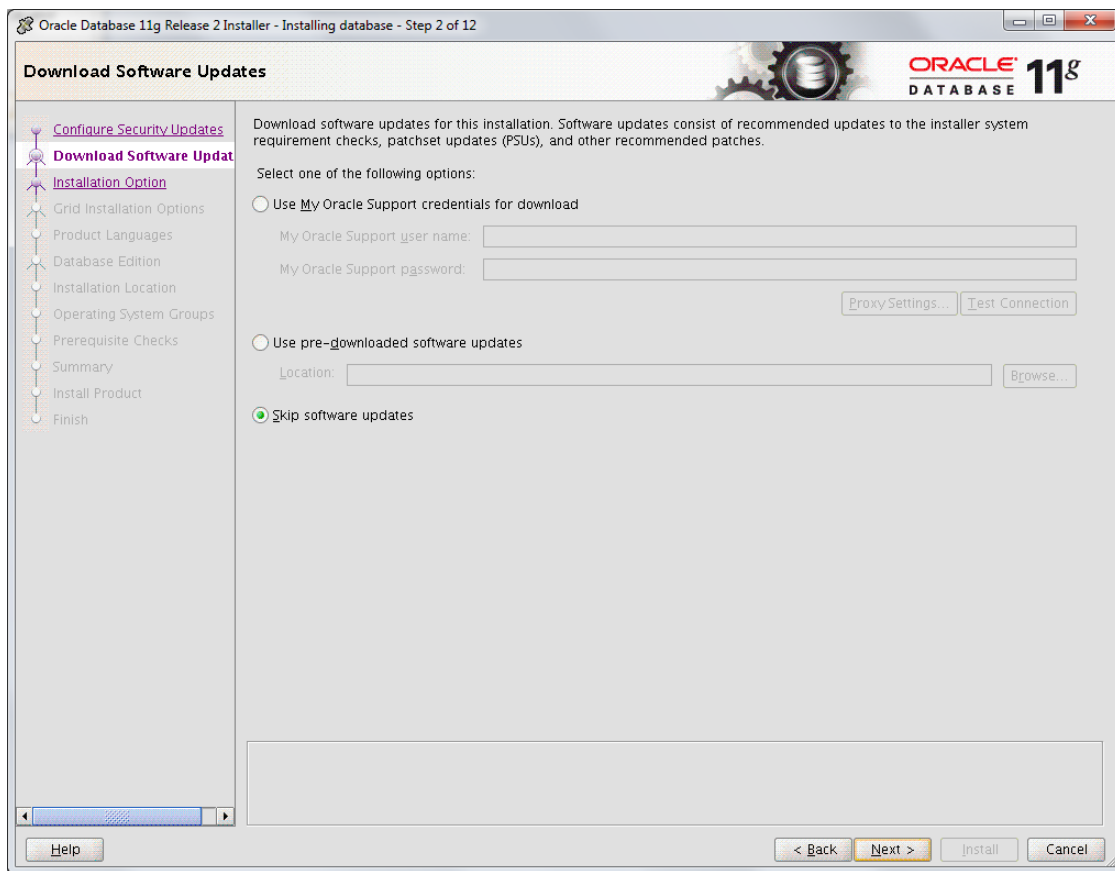 Oracle Database 11g Release 2 Installer - Installing database - Step 2 of 12
Download Software Updates
ORACLE
DATABASE
11g
Configure Security Updates
Download Software Updat
Installation Option
Grid Installation Options
Product Languages
Database Edition
Installation Location
Operating System Groups
Prerequisite Checks
Summary
Install Product
Finish
Download software updates for this installation. Software updates consist of recommended updates to the installer system
requirement checks, patchset updates (PSUs), and other recommended patches.
Select one of the following options:
Use My Oracle Support credentials for download
My Oracle Support user name:
My Oracle Support password:
Proxy Settings...
Test Connection
Use pre-downloaded software updates
Location:
Browse...
Skip software updates
Help
< Back
Next >
Install
Cancel